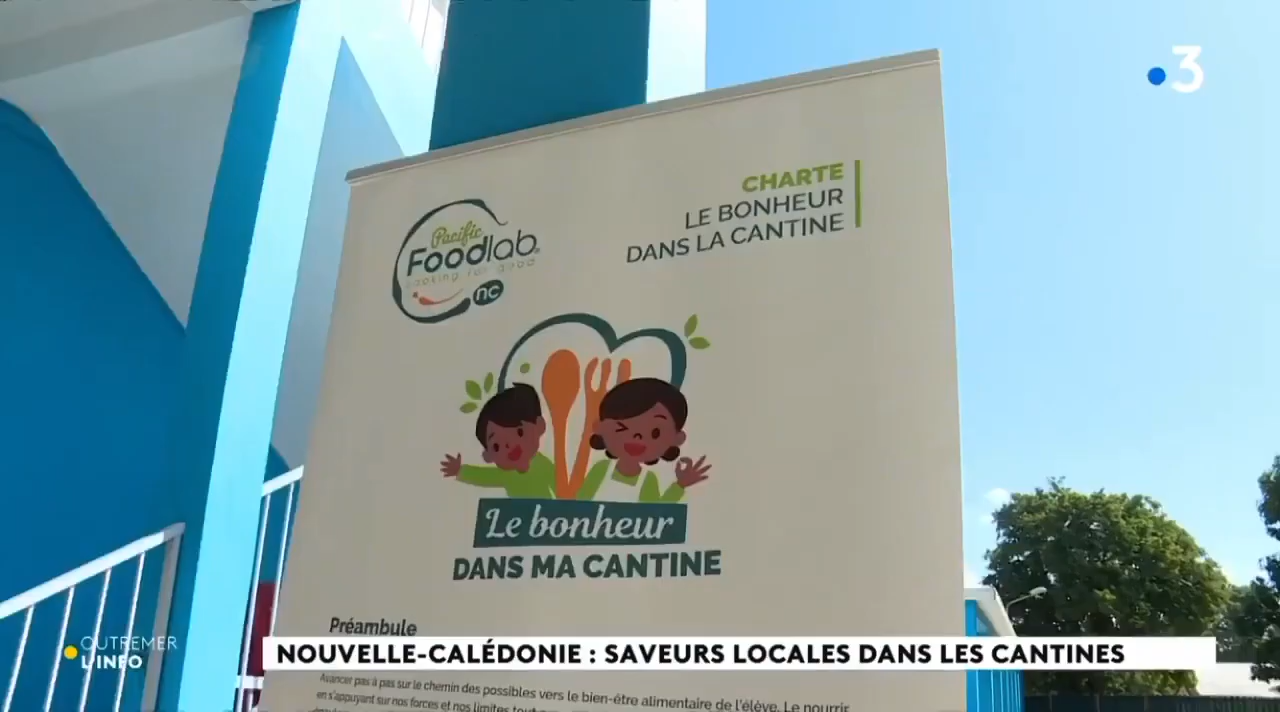 3
Pacific
Foodlab
cooking for good
nc
CHARTE
LE BONHEUR
DANS LA CANTINE
Le bonheur
DANS MA CANTINE
Préambule
OUTREMER
L'INFO
NOUVELLE-CALÉDONIE : SAVEURS LOCALES DANS LES CANTINES
Avancer pas à pas sur le chemin des possibles vers le bien-être alimentaire de l'élève. Le nourrir
en s'appuyant sur nos forces et nos limites